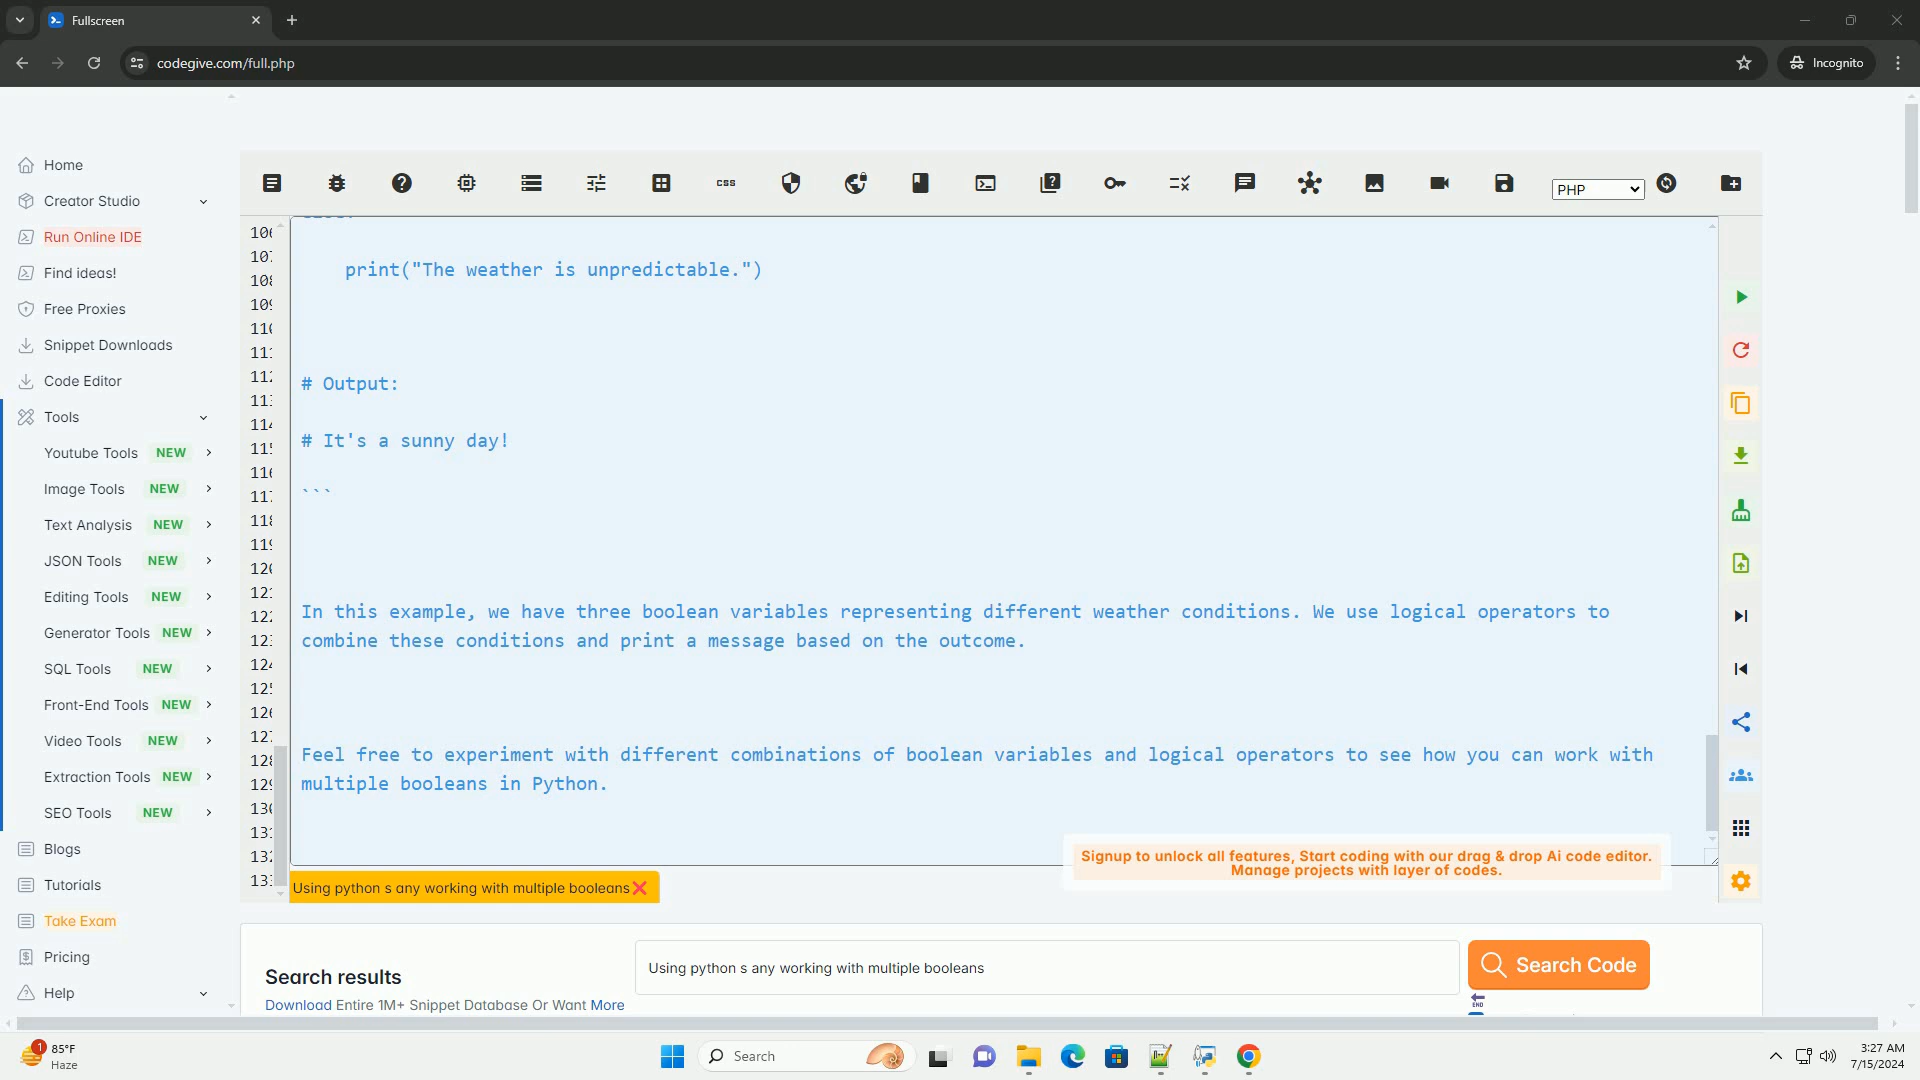 Fullscreen
codegive.com/full.php
Incognito
Home
Creator Studio
Run Online IDE
Find ideas!
Free Proxies
Snippet Downloads
Code Editor
Tools
Youtube Tools NEW
Image Tools NEW
Text Analysis NEW
JSON Tools NEW
Editing Tools NEW
Generator Tools NEW
SQL Tools NEW
Front-End Tools NEW
Video Tools NEW
Extraction Tools NEW
SEO Tools NEW
Blogs
Tutorials
Take Exam
Pricing
Help
css
PHP
print("The weather is unpredictable.")
# Output:
# It's a sunny day!
```
In this example, we have three boolean variables representing different weather conditions. We use logical operators to
combine these conditions and print a message based on the outcome.
Feel free to experiment with different combinations of boolean variables and logical operators to see how you can work with
multiple booleans in Python.
Signup to unlock all features, Start coding with our drag & drop Ai code editor.
Manage projects with layer of codes.
Using python s any working with multiple booleans
Search results
Download Entire 1M+ Snippet Database Or Want More
Using python s any working with multiple booleans
Search Code
END
1
85°F
Haze
Search
3:27 AM
7/15/2024